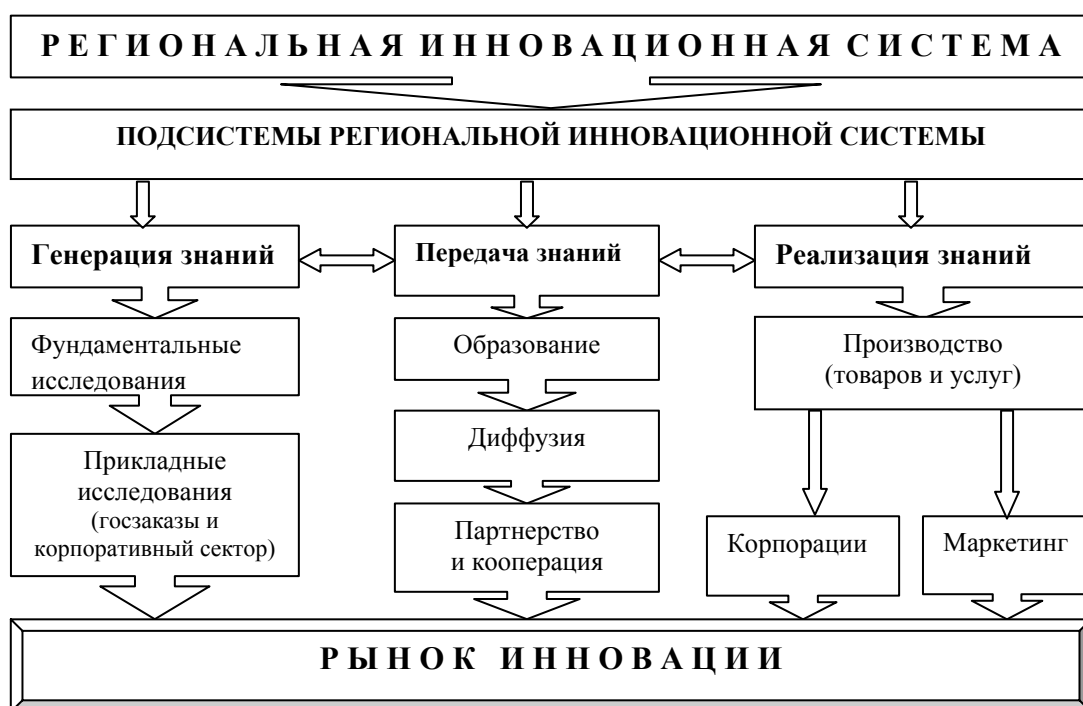 Р Е Г И О Н А Л Ь Н А Я И Н Н О В А Ц И О Н Н А Я С И С Т Е М А
ПОДСИСТЕМЫ РЕГИОНАЛЬНОЙ ИННОВАЦИОННОЙ СИСТЕМЫ
Генерация знаний
Передача знаний
Реализация знаний
Фундаментальные
исследования
Образование
Производство
(товаров и услуг)
Прикладные
исследования
(госзаказы и
корпоративный сектор)
Диффузия
Партнерство
и кооперация
Корпорации
Маркетинг
Р Ы Н О К И Н Н О В А Ц И И